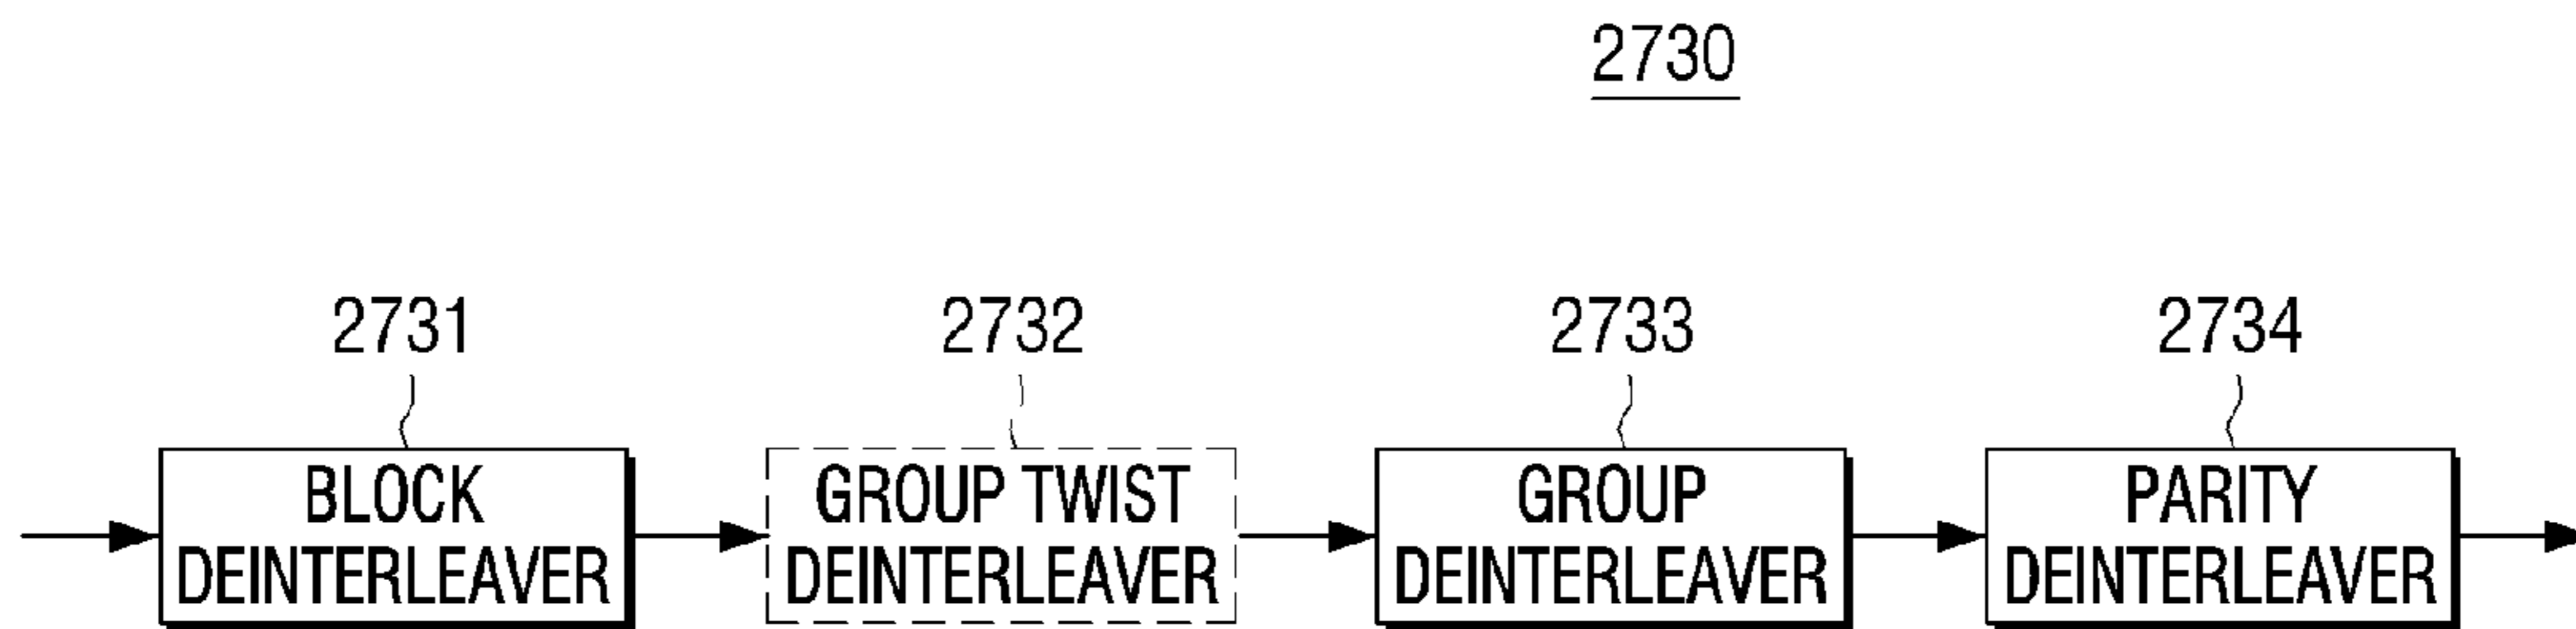 2730
2731
2732
2733
2734
BLOCK
DEINTERLEAVER
GROUP TWIST
DEINTERLEAVER
GROUP
DEINTERLEAVER
PARITY
DEINTERLEAVER